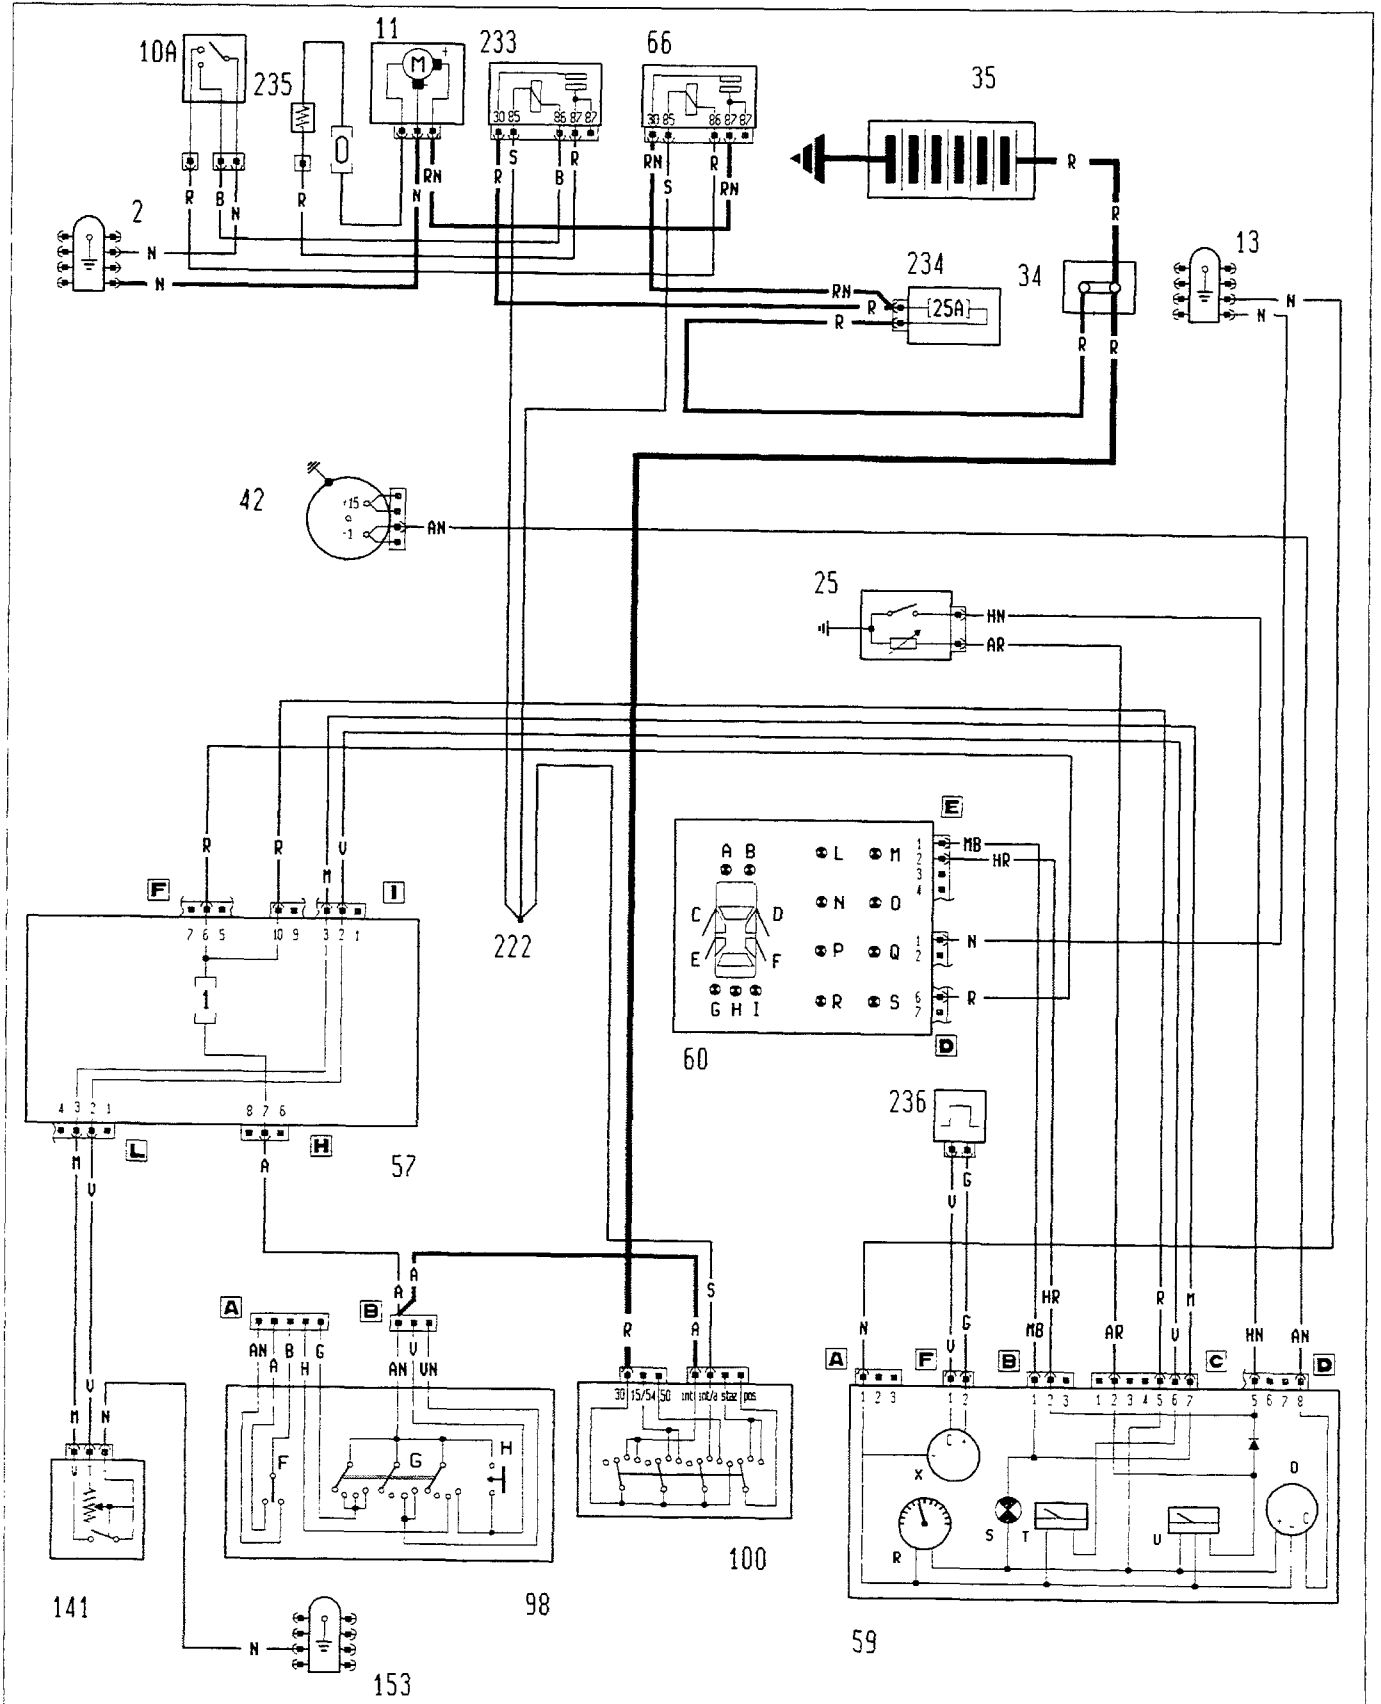 10A
235
11
233
66
35
M
+
30 85 86 87 87
30 85 86 87 87
R
B
N
R
N
RN
R
S
B
R
RN
S
R
RN
R
R
2
N
N
234
34
13
RN
R
[25A]
R
R
R
N
N
42
+15
-1
AN
25
HN
AR
R
R
M
V
F
I
7 6 5
10 9
3 2 1
1
4 3 2 1
8 7 6
L
H
57
M
V
A
222
E
A B
L
M
1
2
3
4
MB
HR
C
D
N
O
E
F
P
Q
1
2
N
G H I
R
S
6
7
R
D
60
236
V
G
A
A
B
A
AN
A
B
H
G
AN
V
VN
F
G
H
98
R
A
S
30 15/54 50 int int/a staz pos
100
M
V
N
141
N
153
N
V
G
MB
HR
AR
R
V
M
HN
AN
A
F
B
C
D
1 2 3
1 2
1 2 3
1 2 3 4 5 6 7
5 6 7 8
C +
-
X
R
S
T
U
D
+ - C
59